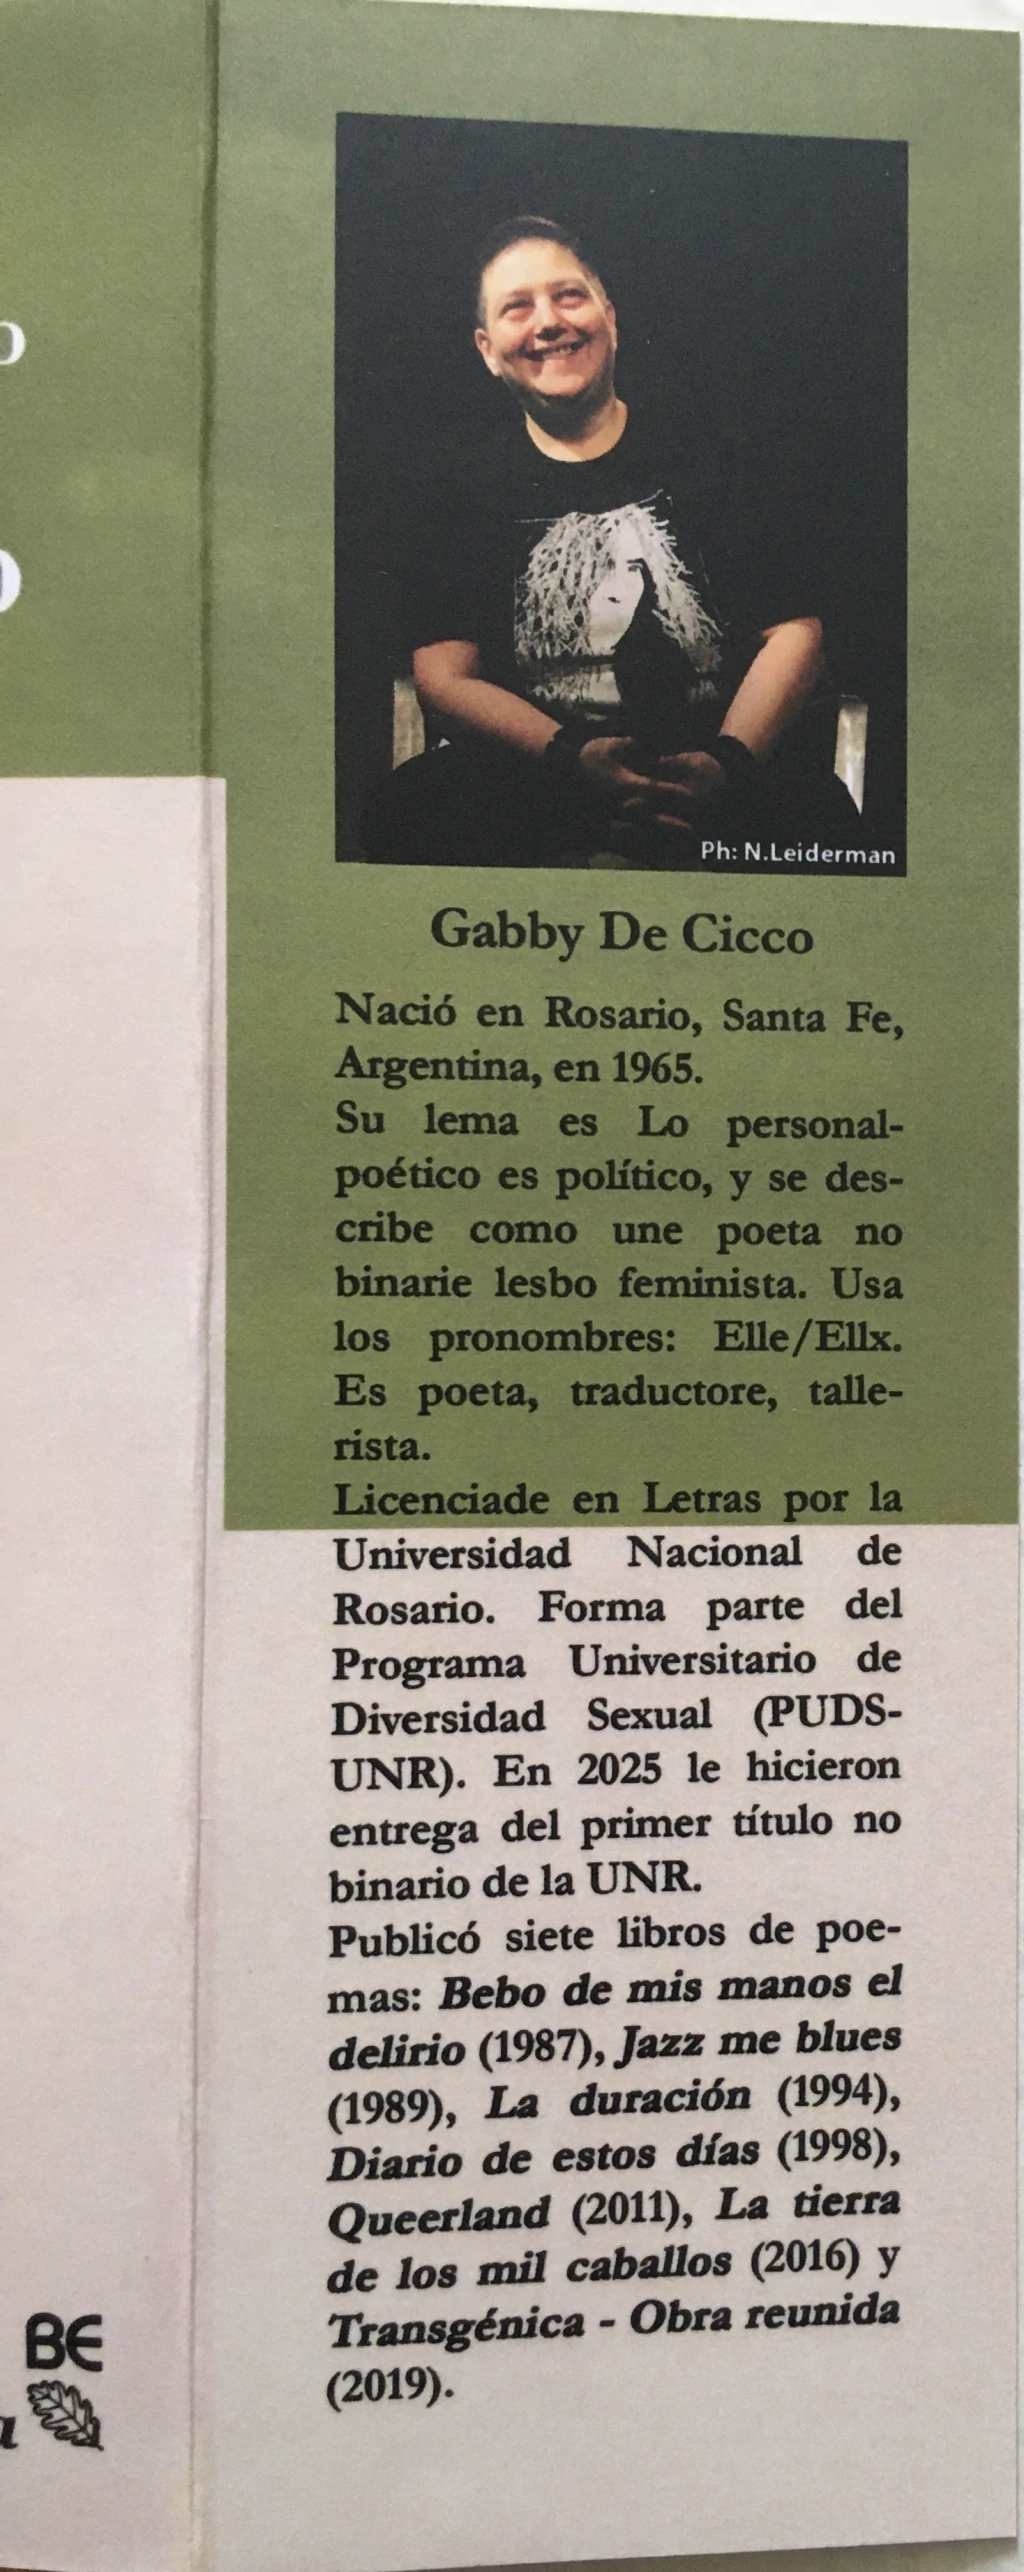 Ph: N.Leiderman
Gabby De Cicco
Nació en Rosario, Santa Fe,
Argentina, en 1965.
Su lema es Lo personal-
poético es político, y se des-
cribe como une poeta no
binarie lesbo feminista. Usa
los pronombres: Elle/Ellx.
Es poeta, traductore, talle-
rista.
Licenciade en Letras por la
Universidad Nacional de
Rosario. Forma parte del
Programa Universitario de
Diversidad Sexual (PUDS-
UNR). En 2025 le hicieron
entrega del primer título no
binario de la UNR.
Publicó siete libros de poe-
mas: Bebo de mis manos el
delirio (1987), Jazz me blues
(1989), La duración (1994),
Diario de estos días (1998),
Queerland (2011), La tierra
de los mil caballos (2016) y
Transgénica - Obra reunida
(2019).
BE